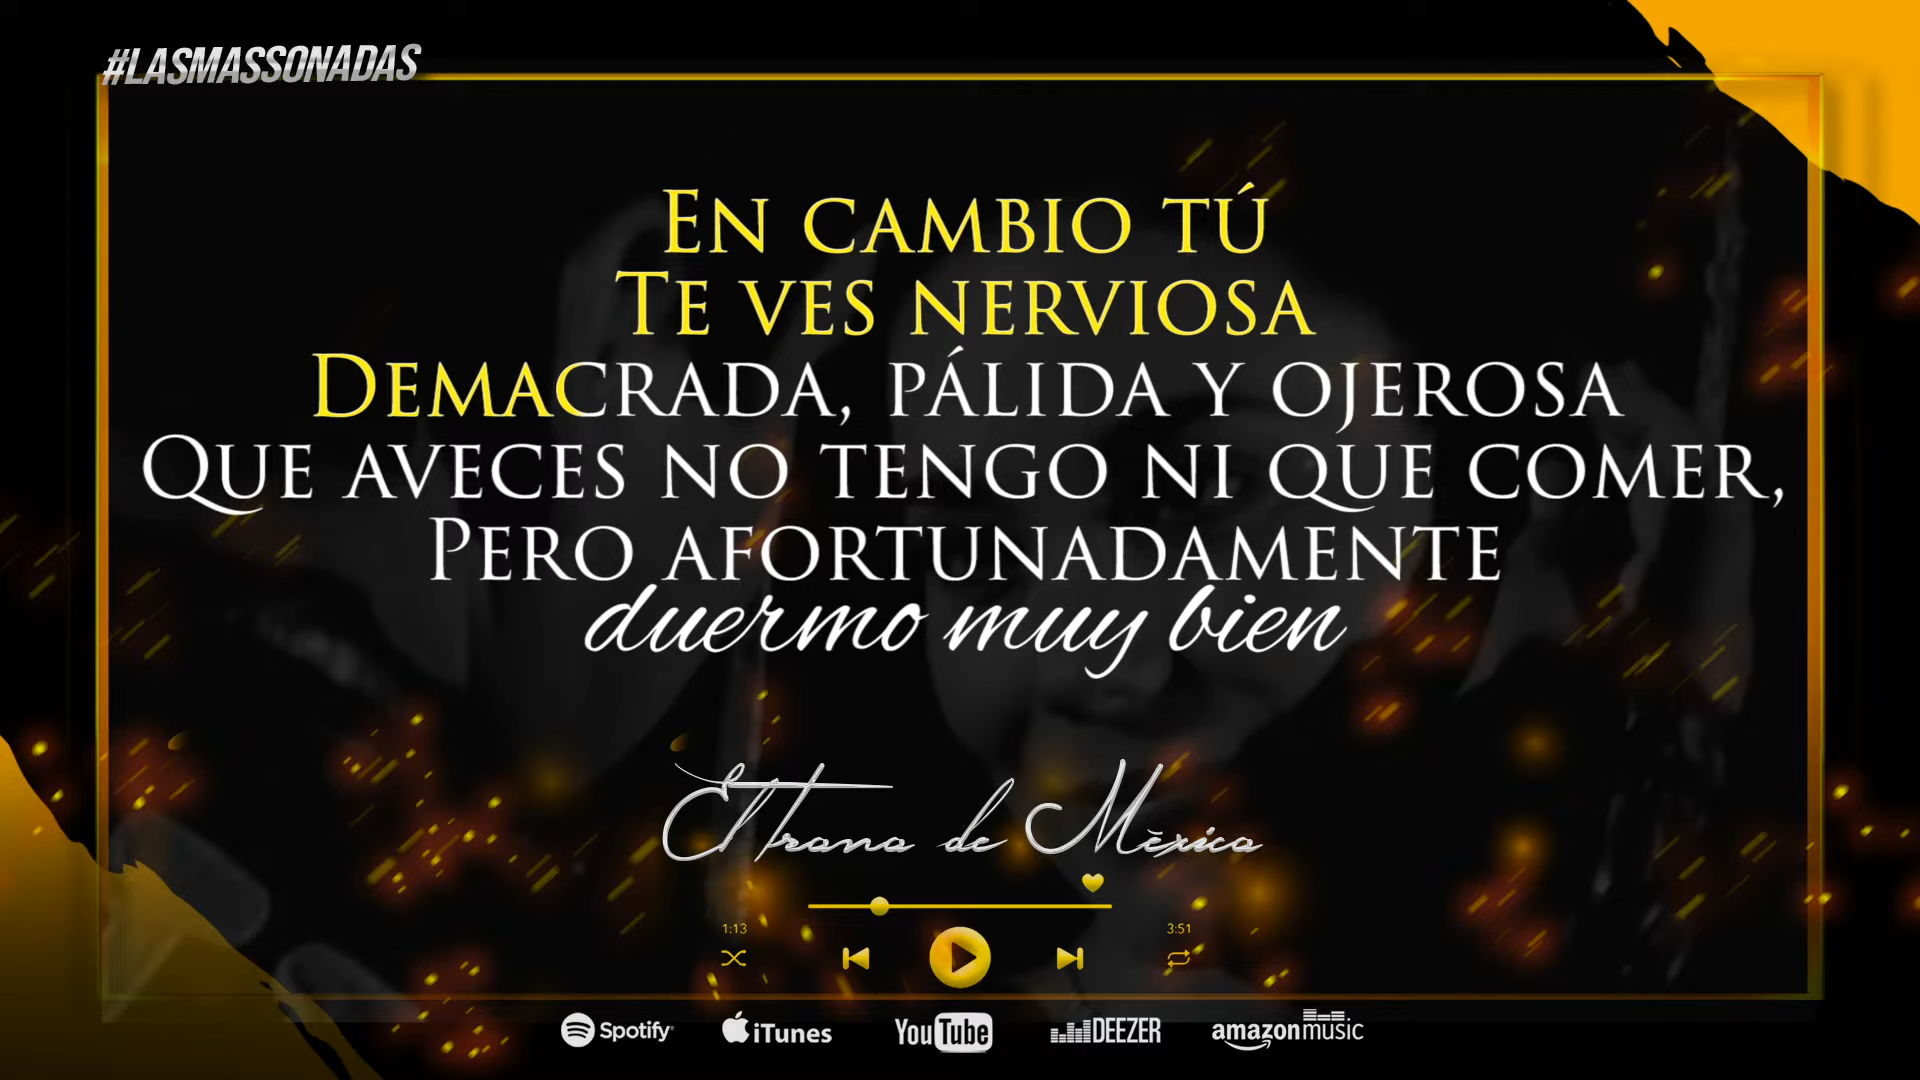 #LASMASSONADAS
EN CAMBIO TÚ
TE VES NERVIOSA
DEMACRADA, PÁLIDA Y OJEROSA
QUE AVECES NO TENGO NI QUE COMER,
PERO AFORTUNADAMENTE
duermo muy bien
El trono de Mèxico
1:13 3:51
Spotify iTunes YouTube DEEZER amazon music